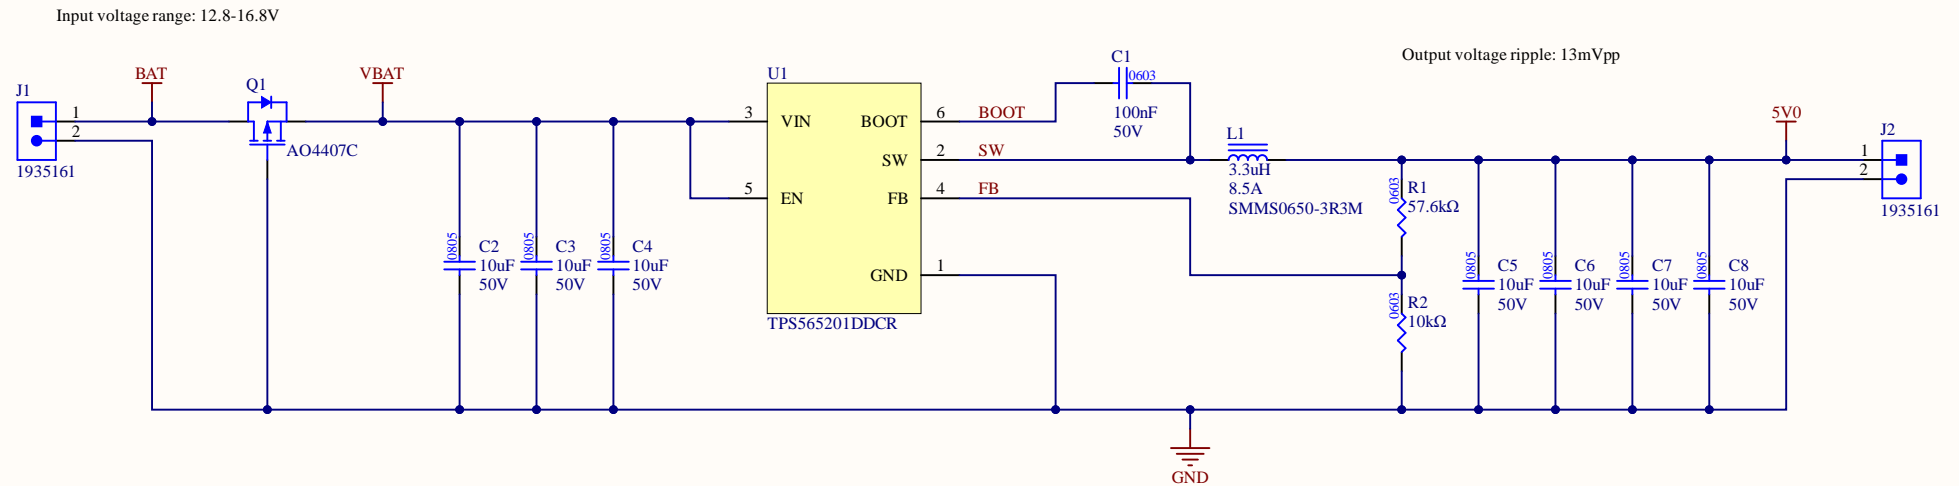 Input voltage range: 12.8-16.8V
Output voltage ripple: 13mVpp
J1
1
2
1935161
BAT
Q1
AO4407C
VBAT
0805
C2
10uF
50V
0805
C3
10uF
50V
0805
C4
10uF
50V
U1
3
VIN
5
EN
BOOT
6
BOOT
SW
2
SW
FB
4
FB
GND
1
TPS565201DDCR
C1
0603
100nF
50V
L1
3.3uH
8.5A
SMMS0650-3R3M
0603
R1
57.6kΩ
0603
R2
10kΩ
GND
0805
C5
10uF
50V
0805
C6
10uF
50V
0805
C7
10uF
50V
0805
C8
10uF
50V
5V0
J2
1
2
1935161